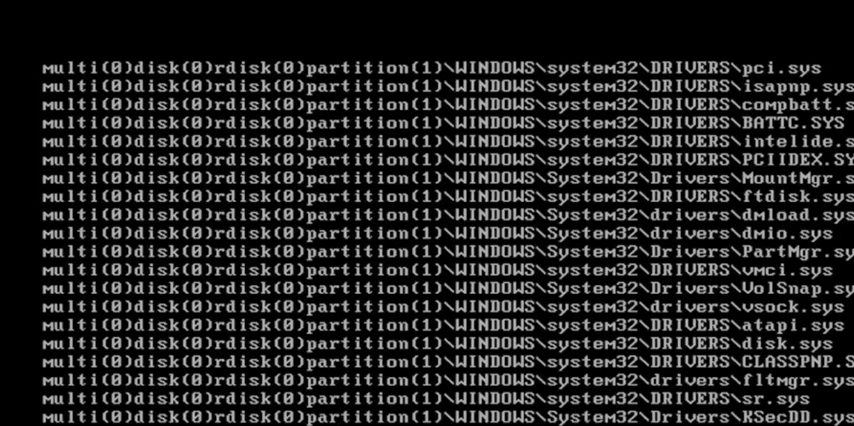 multi(0)disk(0)rdisk(0)partition(1)\WINDOWS\system32\DRIVERS\pci.sys
multi(0)disk(0)rdisk(0)partition(1)\WINDOWS\system32\DRIVERS\isapnp.sys
multi(0)disk(0)rdisk(0)partition(1)\WINDOWS\system32\DRIVERS\compbatt.s
multi(0)disk(0)rdisk(0)partition(1)\WINDOWS\system32\DRIVERS\BATTC.SYS
multi(0)disk(0)rdisk(0)partition(1)\WINDOWS\system32\DRIVERS\intelide.s
multi(0)disk(0)rdisk(0)partition(1)\WINDOWS\system32\DRIVERS\PCIIDEX.SY
multi(0)disk(0)rdisk(0)partition(1)\WINDOWS\System32\Drivers\MountMgr.s
multi(0)disk(0)rdisk(0)partition(1)\WINDOWS\system32\DRIVERS\ftdisk.sys
multi(0)disk(0)rdisk(0)partition(1)\WINDOWS\System32\drivers\dmload.sys
multi(0)disk(0)rdisk(0)partition(1)\WINDOWS\System32\drivers\dmio.sys
multi(0)disk(0)rdisk(0)partition(1)\WINDOWS\System32\Drivers\PartMgr.sy
multi(0)disk(0)rdisk(0)partition(1)\WINDOWS\system32\DRIVERS\vmci.sys
multi(0)disk(0)rdisk(0)partition(1)\WINDOWS\System32\Drivers\VolSnap.sy
multi(0)disk(0)rdisk(0)partition(1)\WINDOWS\system32\drivers\vsock.sys
multi(0)disk(0)rdisk(0)partition(1)\WINDOWS\system32\DRIVERS\atapi.sys
multi(0)disk(0)rdisk(0)partition(1)\WINDOWS\system32\DRIVERS\disk.sys
multi(0)disk(0)rdisk(0)partition(1)\WINDOWS\system32\DRIVERS\CLASSPNP.S
multi(0)disk(0)rdisk(0)partition(1)\WINDOWS\system32\drivers\fltmgr.sys
multi(0)disk(0)rdisk(0)partition(1)\WINDOWS\system32\DRIVERS\sr.sys
multi(0)disk(0)rdisk(0)partition(1)\WINDOWS\System32\Drivers\KSecDD.sys